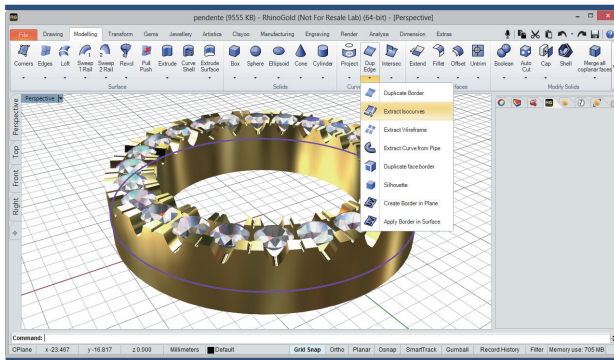 pendente (9555 KB) - RhinoGold (Not For Resale Lab) (64-bit) - [Perspective]
File Drawing Modelling Transform Gems Jewellery Artistics Clayoo Manufacturing Engraving Render Analyse Dimension Extras
Corners Edges Loft Sweep 1 Rail Sweep 2 Rail Revol Pull Push Extrude Curve Shell Extrude Surface Box Sphere Ellipsoid Cone Cylinder Project Dup Edge Intersec Extend Fillet Offset Untrim Boolean Auto Cut Cap Shell Merge all coplanar faces
Surface Solids Curv faces Modify Solids
Perspective
Duplicate Border
Extract Isocurves
Extract Wireframe
Extract Curve from Pipe
Duplicate face border
Silhouette
Create Border in Plane
Apply Border in Surface
Perspective
Top
Front
Right
Command:
CPlane x -23.467 y -16.817 z 0.000 Millimeters Default Grid Snap Ortho Planar Osnap SmartTrack Gumball Record History Filter Memory use: 705 MB